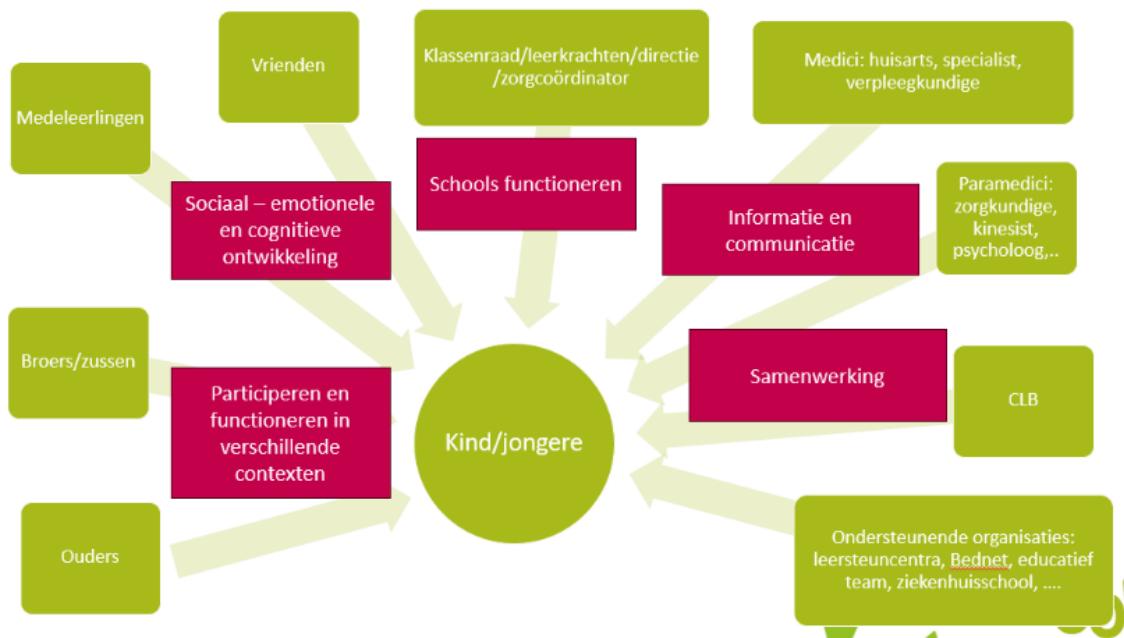 Vrienden
Klassenraad/leerkrachten/directie
/zorgcoördinator
Medici: huisarts, specialist,
verpleegkundige
Medeleerlingen
Schools functioneren
Sociaal – emotionele
en cognitieve
ontwikkeling
Informatie en
communicatie
Paramedici:
zorgkundige,
kinesist,
psycholoog,..
Broers/zussen
Samenwerking
Participeren en
functioneren in
verschillende
contexten
Kind/jongere
CLB
Ouders
Ondersteunende organisaties:
leersteuncentra, Bednet, educatief
team, ziekenhuisschool, ....